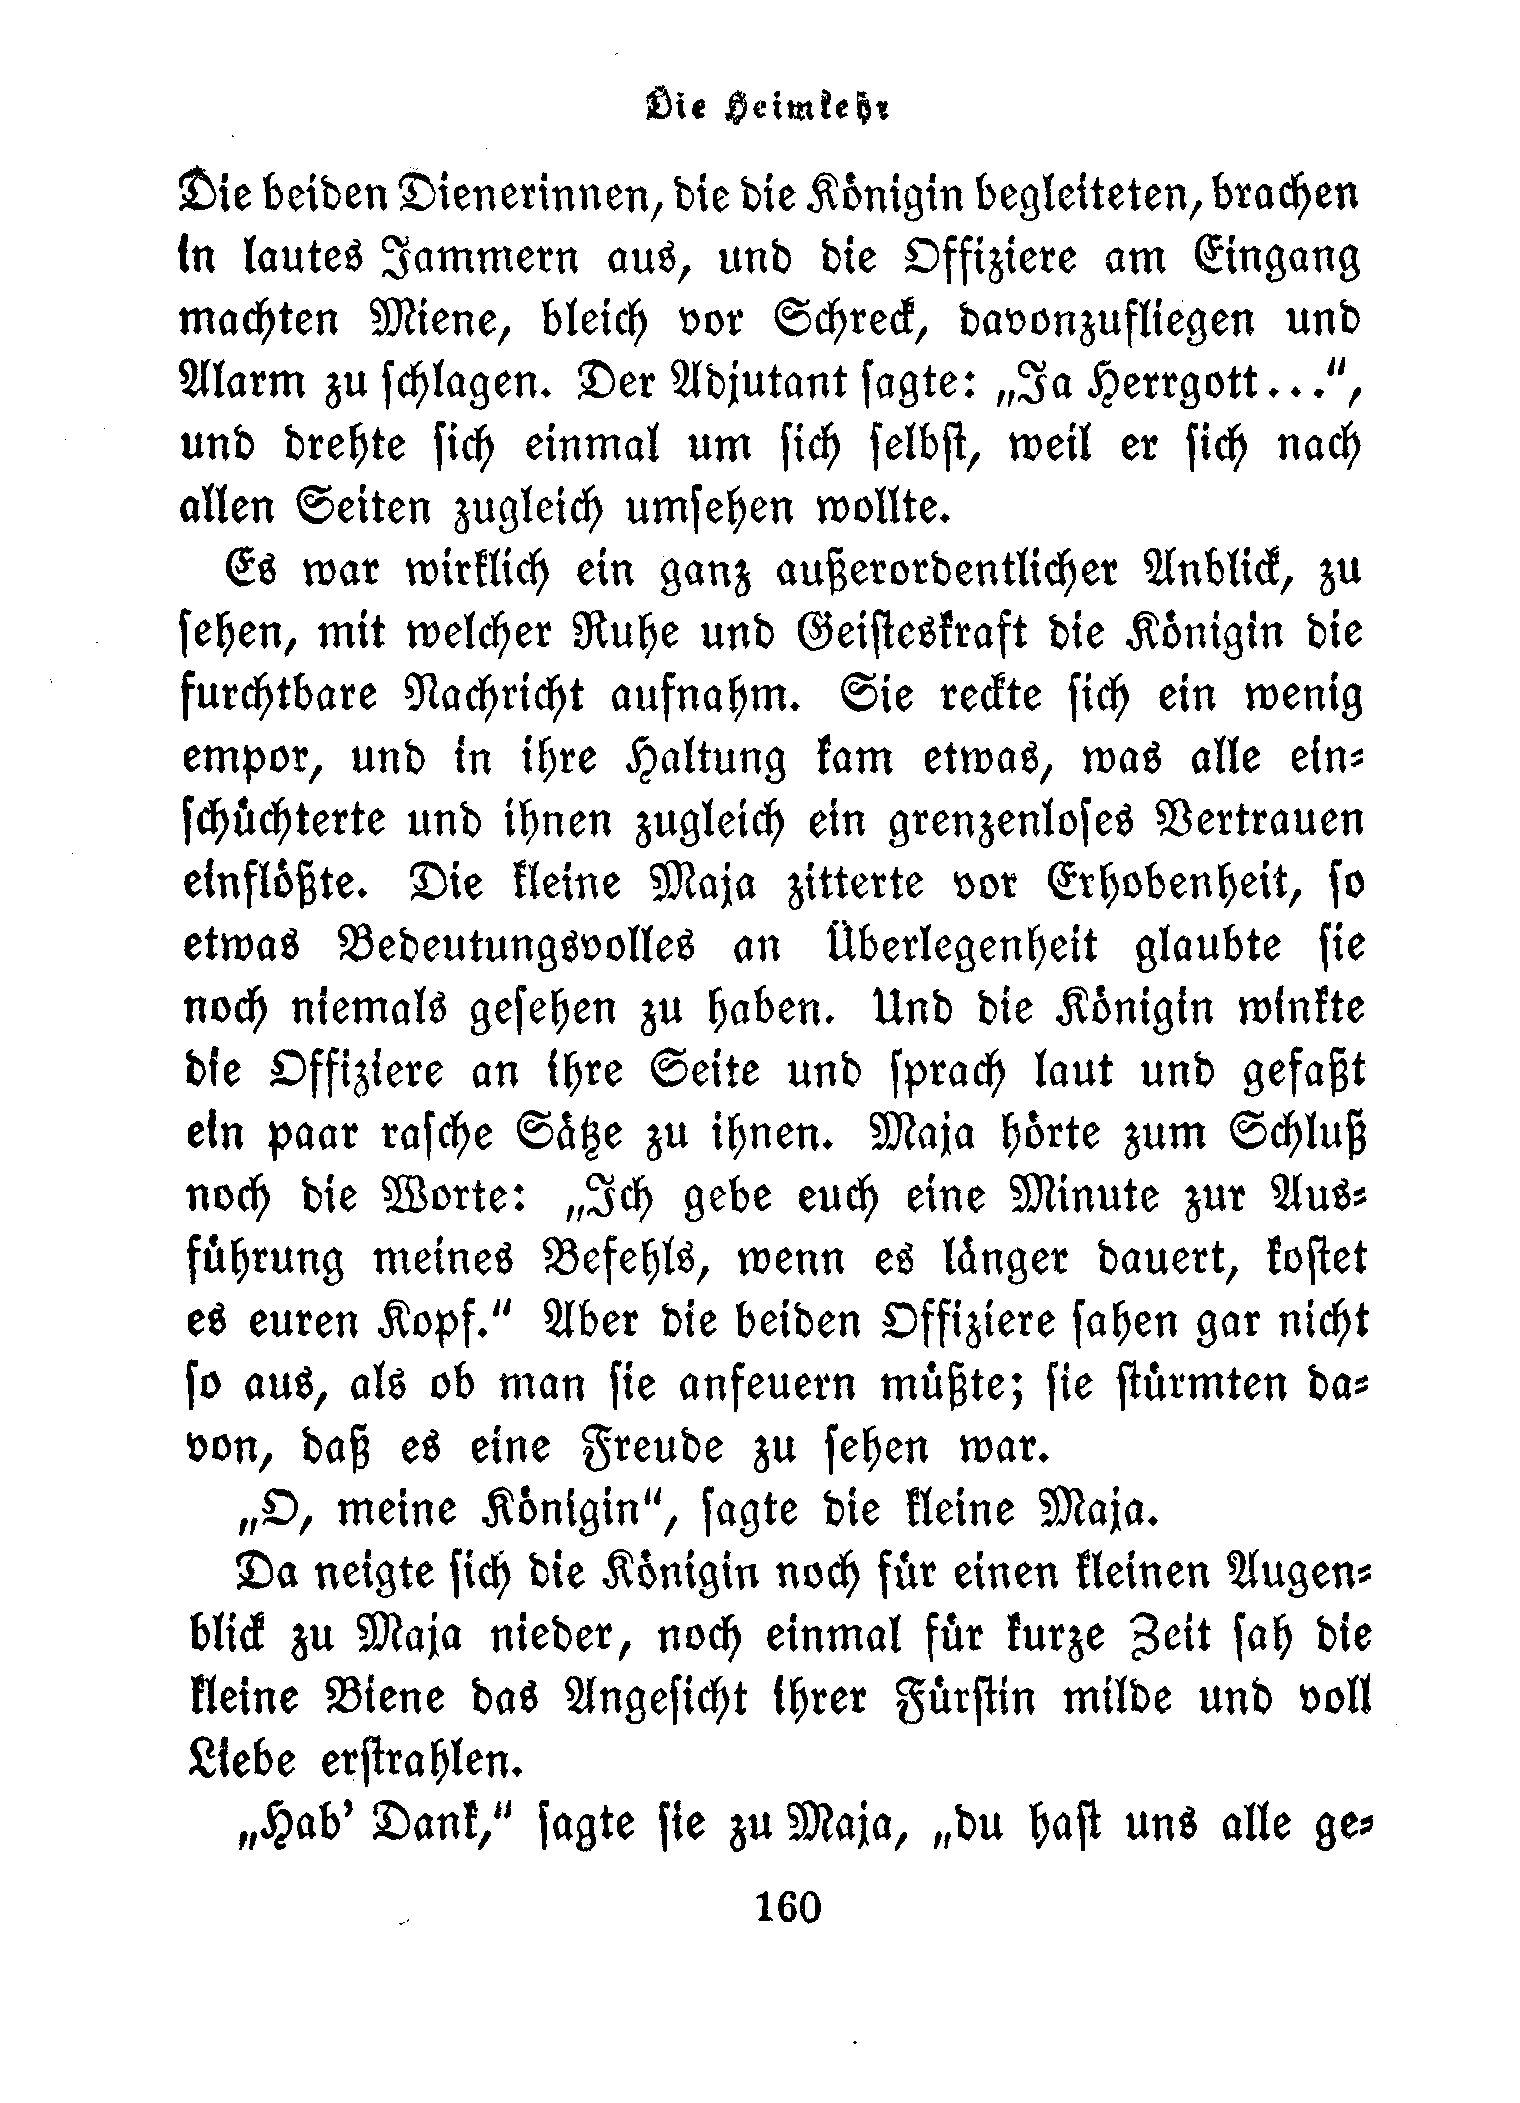 Die Heimkehr
Die beiden Dienerinnen, die die Königin begleiteten, brachen
in lautes Jammern aus, und die Offiziere am Eingang
machten Miene, bleich vor Schreck, davonzufliegen und
Alarm zu schlagen. Der Adjutant sagte: „Ja Herrgott...“,
und drehte sich einmal um sich selbst, weil er sich nach
allen Seiten zugleich umsehen wollte.
Es war wirklich ein ganz außerordentlicher Anblick, zu
sehen, mit welcher Ruhe und Geisteskraft die Königin die
furchtbare Nachricht aufnahm. Sie reckte sich ein wenig
empor, und in ihre Haltung kam etwas, was alle ein-
schüchterte und ihnen zugleich ein grenzenloses Vertrauen
einflößte. Die kleine Maja zitterte vor Erhobenheit, so
etwas Bedeutungsvolles an Überlegenheit glaubte sie
noch niemals gesehen zu haben. Und die Königin winkte
die Offiziere an ihre Seite und sprach laut und gefaßt
ein paar rasche Sätze zu ihnen. Maja hörte zum Schluß
noch die Worte: „Ich gebe euch eine Minute zur Aus-
führung meines Befehls, wenn es länger dauert, kostet
es euren Kopf.“ Aber die beiden Offiziere sahen gar nicht
so aus, als ob man sie anfeuern müßte; sie stürmten da-
von, daß es eine Freude zu sehen war.
„O, meine Königin“, sagte die kleine Maja.
Da neigte sich die Königin noch für einen kleinen Augen-
blick zu Maja nieder, noch einmal für kurze Zeit sah die
kleine Biene das Angesicht ihrer Fürstin milde und voll
Liebe erstrahlen.
„Hab’ Dank,“ sagte sie zu Maja, „du hast uns alle ge-
160